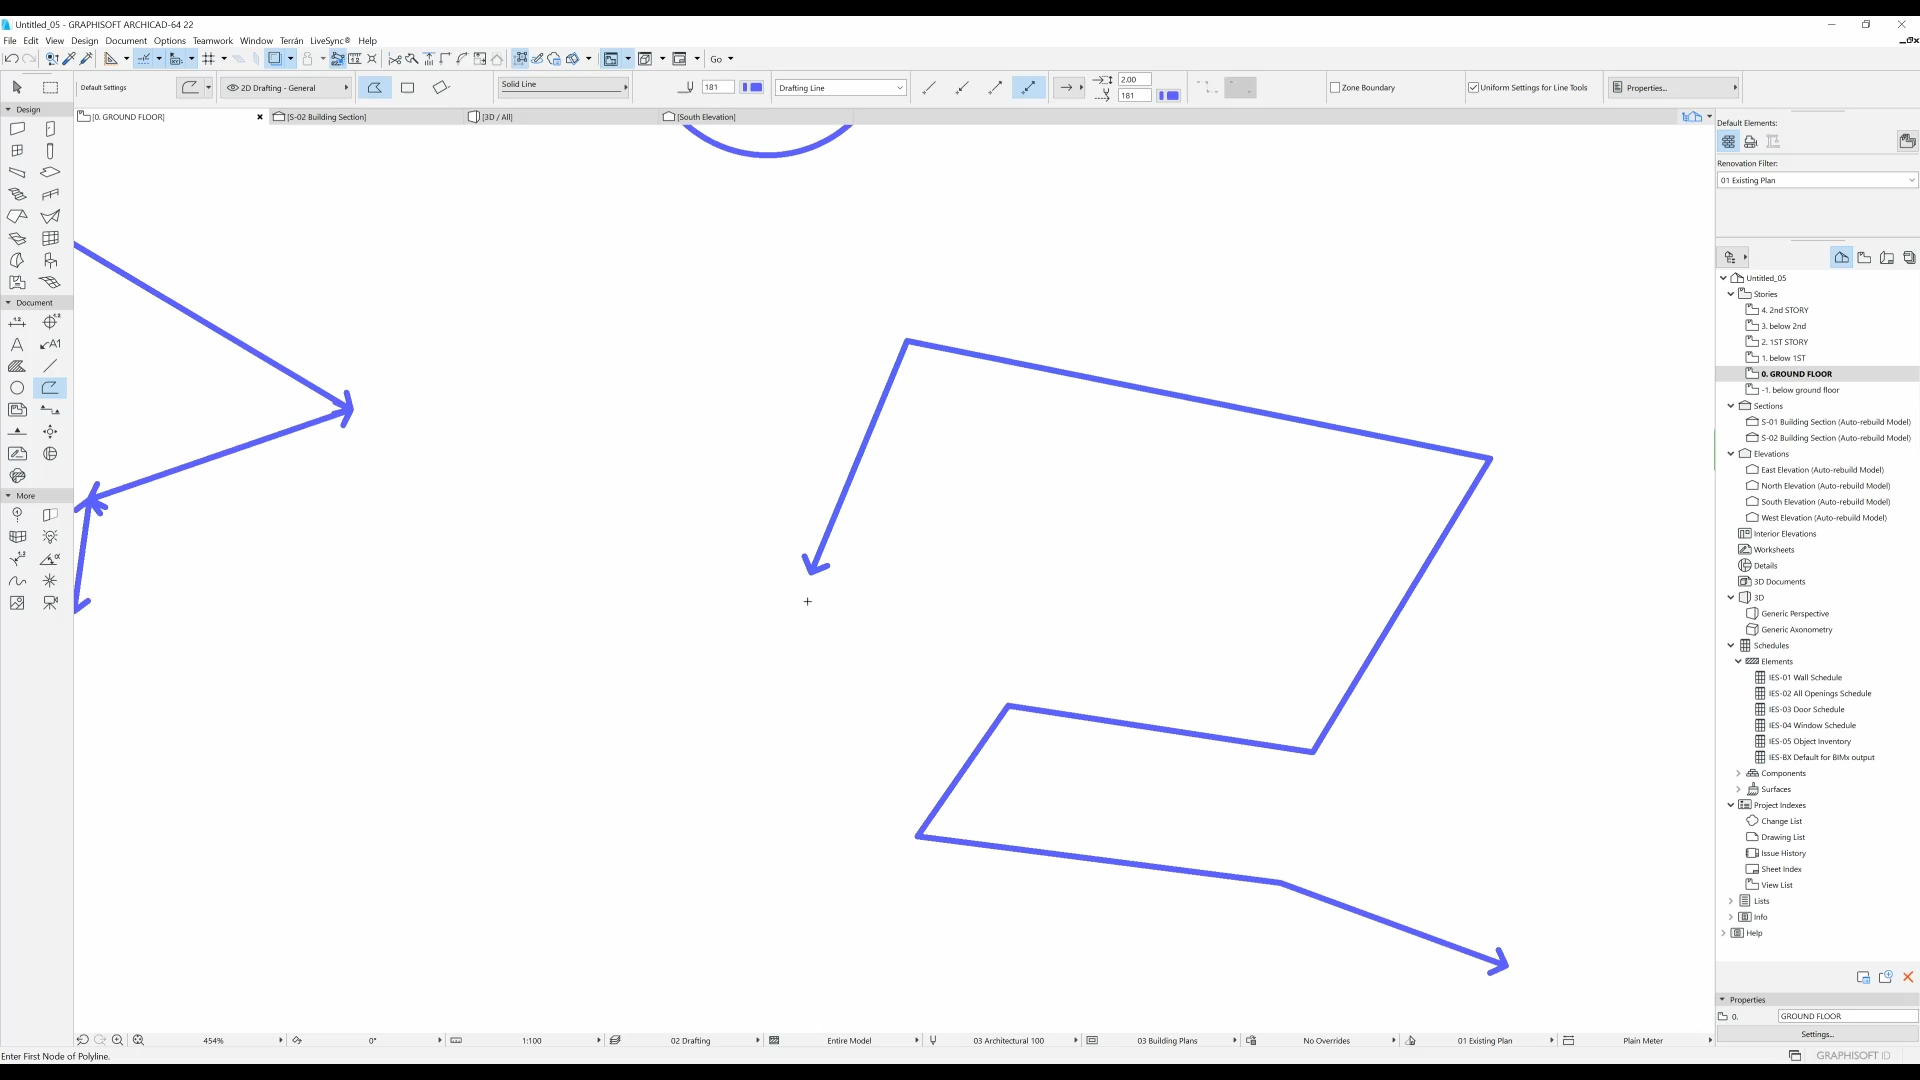 Untitled_05 - GRAPHISOFT ARCHICAD-64 22
File Edit View Design Document Options Teamwork Window Terrán LiveSync® Help
Go
Default Settings
2D Drafting - General
Solid Line
181
Drafting Line
2.00
181
Zone Boundary
Uniform Settings for Line Tools
Properties...
[0. GROUND FLOOR]
[S-02 Building Section]
[3D / All]
[South Elevation]
Design
Document
More
Default Elements:
Renovation Filter:
01 Existing Plan
Untitled_05
Stories
4. 2nd STORY
3. below 2nd
2. 1ST STORY
1. below 1ST
0. GROUND FLOOR
-1. below ground floor
Sections
S-01 Building Section (Auto-rebuild Model)
S-02 Building Section (Auto-rebuild Model)
Elevations
East Elevation (Auto-rebuild Model)
North Elevation (Auto-rebuild Model)
South Elevation (Auto-rebuild Model)
West Elevation (Auto-rebuild Model)
Interior Elevations
Worksheets
Details
3D Documents
3D
Generic Perspective
Generic Axonometry
Schedules
Elements
IES-01 Wall Schedule
IES-02 All Openings Schedule
IES-03 Door Schedule
IES-04 Window Schedule
IES-05 Object Inventory
IES-BX Default for BIMx output
Components
Surfaces
Project Indexes
Change List
Drawing List
Issue History
Sheet Index
View List
Lists
Info
Help
Properties
0. GROUND FLOOR
Settings...
454%
0°
1:100
02 Drafting
Entire Model
03 Architectural 100
03 Building Plans
No Overrides
01 Existing Plan
Plain Meter
Enter First Node of Polyline.
GRAPHISOFT ID